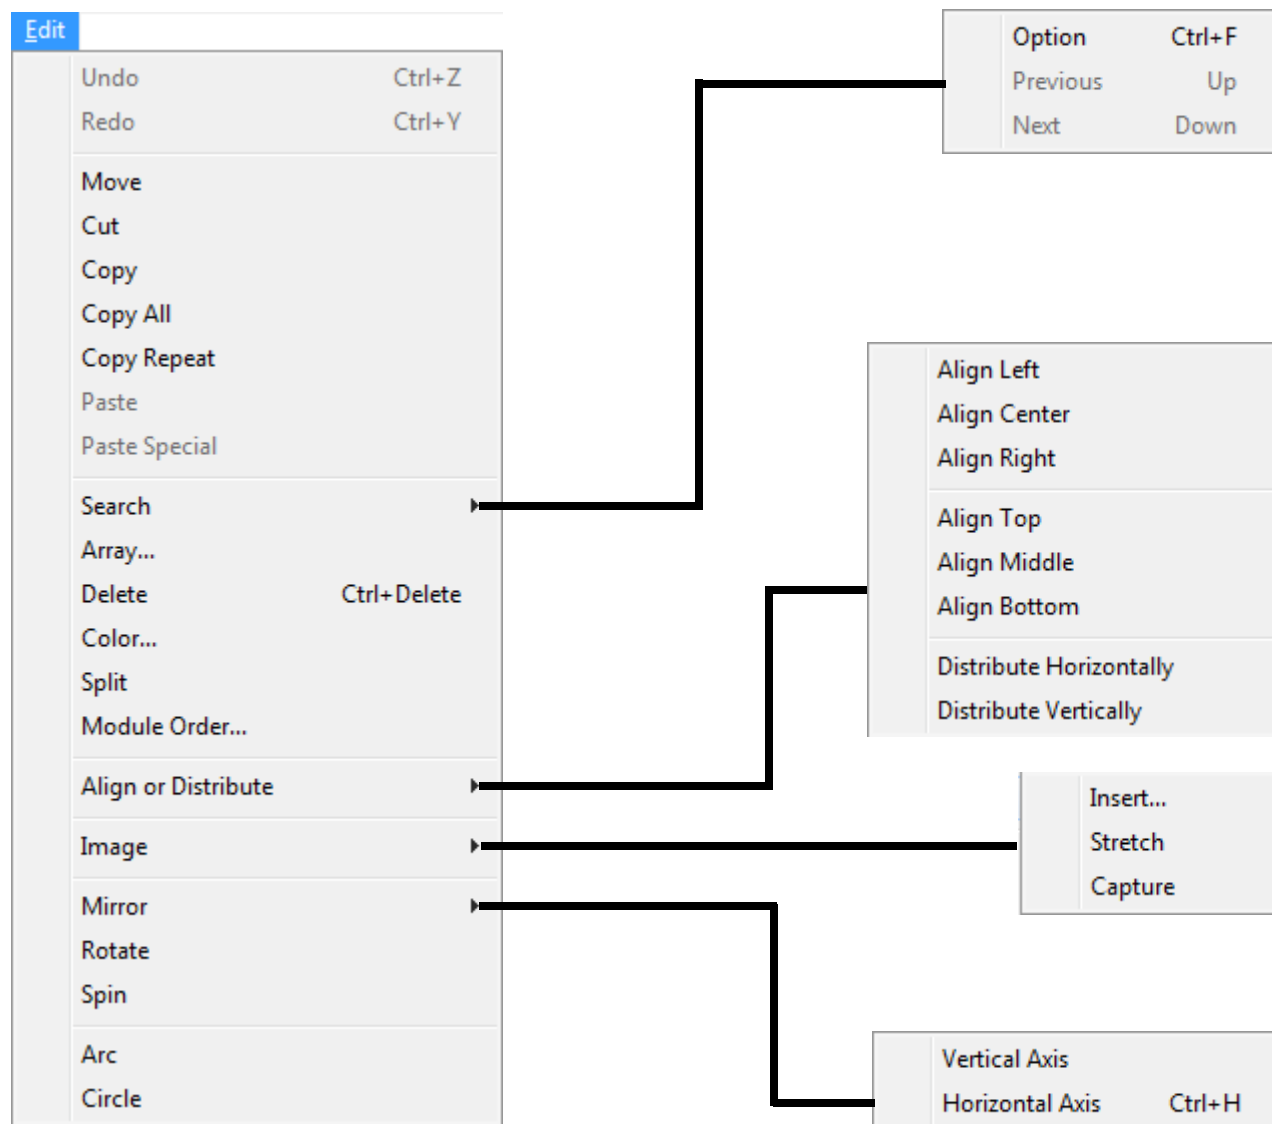 Edit
Undo Ctrl+Z
Redo Ctrl+Y
Move
Cut
Copy
Copy All
Copy Repeat
Paste
Paste Special
Search
Array...
Delete Ctrl+Delete
Color...
Split
Module Order...
Align or Distribute
Image
Mirror
Rotate
Spin
Arc
Circle
Option Ctrl+F
Previous Up
Next Down
Align Left
Align Center
Align Right
Align Top
Align Middle
Align Bottom
Distribute Horizontally
Distribute Vertically
Insert...
Stretch
Capture
Vertical Axis
Horizontal Axis Ctrl+H